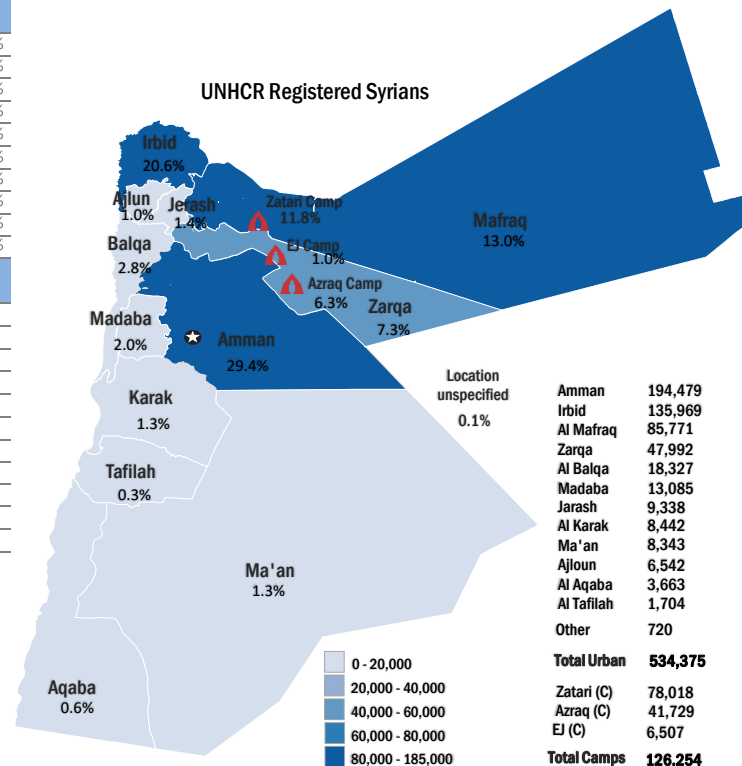 UNHCR Registered Syrians
Irbid
20.6%
Ajlun
1.0%
Jerash
1.4%
Zatari Camp
11.8%
Mafraq
13.0%
Balqa
2.8%
EJ Camp
1.0%
Azraq Camp
6.3%
Zarqa
7.3%
Madaba
2.0%
Amman
29.4%
Location
unspecified
0.1%
Karak
1.3%
Tafilah
0.3%
Ma'an
1.3%
Aqaba
0.6%
0 - 20,000
20,000 - 40,000
40,000 - 60,000
60,000 - 80,000
80,000 - 185,000
Amman 194,479
Irbid 135,969
Al Mafraq 85,771
Zarqa 47,992
Al Balqa 18,327
Madaba 13,085
Jarash 9,338
Al Karak 8,442
Ma'an 8,343
Ajloun 6,542
Al Aqaba 3,663
Al Tafilah 1,704
Other 720
Total Urban 534,375
Zatari (C) 78,018
Azraq (C) 41,729
EJ (C) 6,507
Total Camps 126,254